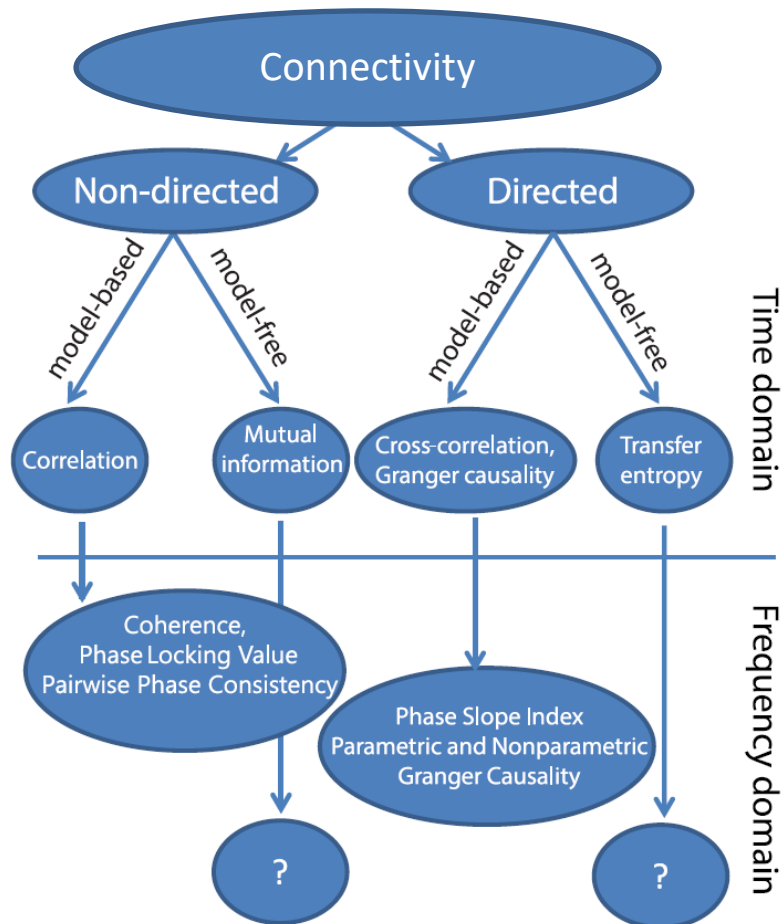 Connectivity
Non-directed
Directed
model-based
model-free
model-based
model-free
Time domain
Correlation
Mutual
information
Cross-correlation,
Granger causality
Transfer
entropy
Frequency domain
Coherence,
Phase Locking Value
Pairwise Phase Consistency
Phase Slope Index
Parametric and Nonparametric
Granger Causality
?
?